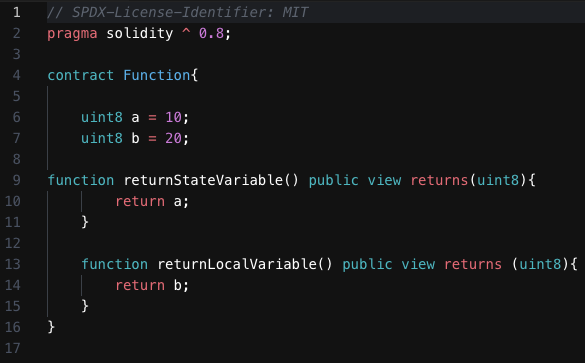 1 // SPDX-License-Identifier: MIT
2 pragma solidity ^ 0.8;
3
4 contract Function{
5
6     uint8 a = 10;
7     uint8 b = 20;
8
9 function returnStateVariable() public view returns(uint8){
10         return a;
11     }
12
13     function returnLocalVariable() public view returns (uint8){
14         return b;
15     }
16 }
17